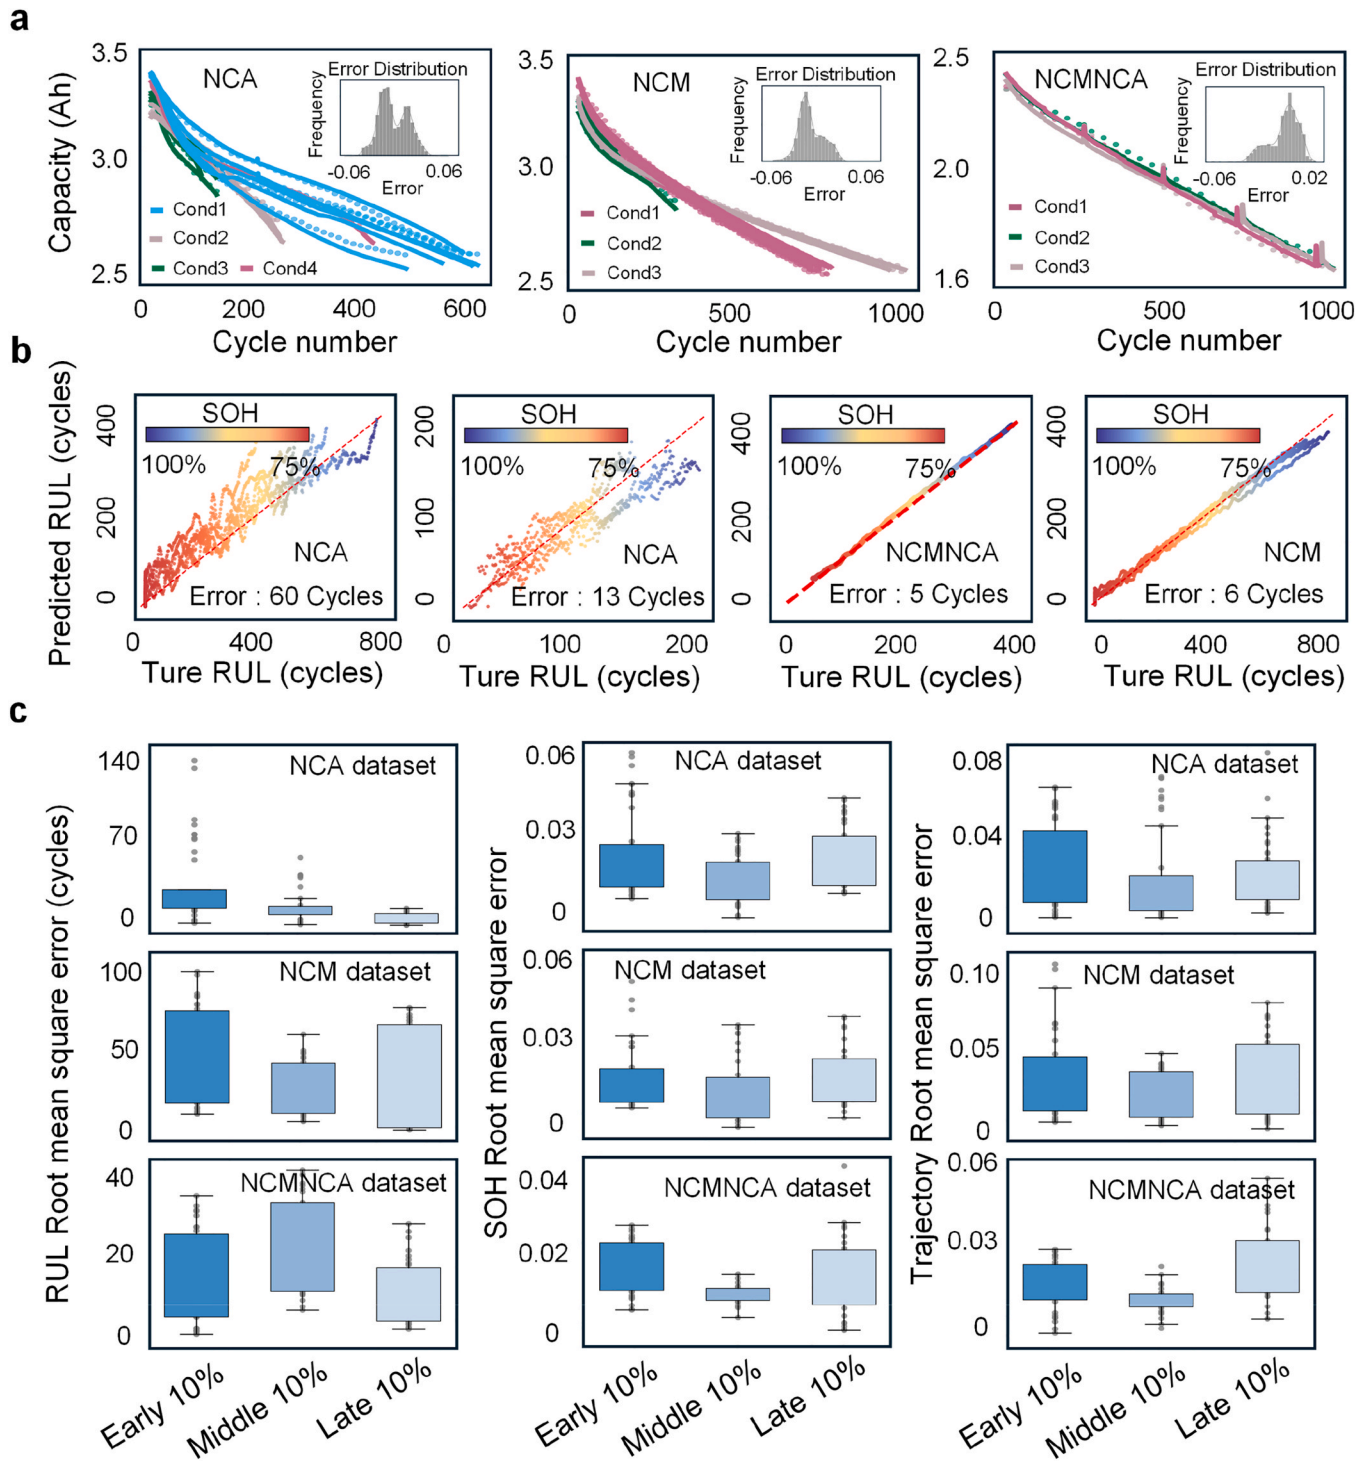 a
Capacity (Ah)
3.5
3.0
2.5
NCA
Error Distribution
Frequency
-0.06
0.06
Error
Cond1
Cond2
Cond3
Cond4
0
200
400
600
Cycle number
3.5
3.0
2.5
NCM
Error Distribution
Frequency
-0.06
0.06
Error
Cond1
Cond2
Cond3
0
500
1000
Cycle number
2.5
2.0
1.6
NCMNCA
Error Distribution
Frequency
-0.06
0.02
Error
Cond1
Cond2
Cond3
0
500
1000
Cycle number
b
Predicted RUL (cycles)
400
200
0
SOH
100%
75%
NCA
Error : 60 Cycles
0
400
800
Ture RUL (cycles)
200
100
0
SOH
100%
75%
NCA
Error : 13 Cycles
0
100
200
Ture RUL (cycles)
400
200
0
SOH
100%
75%
NCMNCA
Error : 5 Cycles
0
200
400
Ture RUL (cycles)
400
200
0
SOH
100%
75%
NCM
Error : 6 Cycles
0
400
800
Ture RUL (cycles)
c
RUL Root mean square error (cycles)
140
70
0
NCA dataset
100
50
0
NCM dataset
40
20
0
NCMNCA dataset
Early 10%
Middle 10%
Late 10%
SOH Root mean square error
0.06
0.03
0
NCA dataset
0.06
0.03
0
NCM dataset
0.04
0.02
0
NCMNCA dataset
Early 10%
Middle 10%
Late 10%
Trajectory Root mean square error
0.08
0.04
0
NCA dataset
0.10
0.05
0
NCM dataset
0.06
0.03
0
NCMNCA dataset
Early 10%
Middle 10%
Late 10%